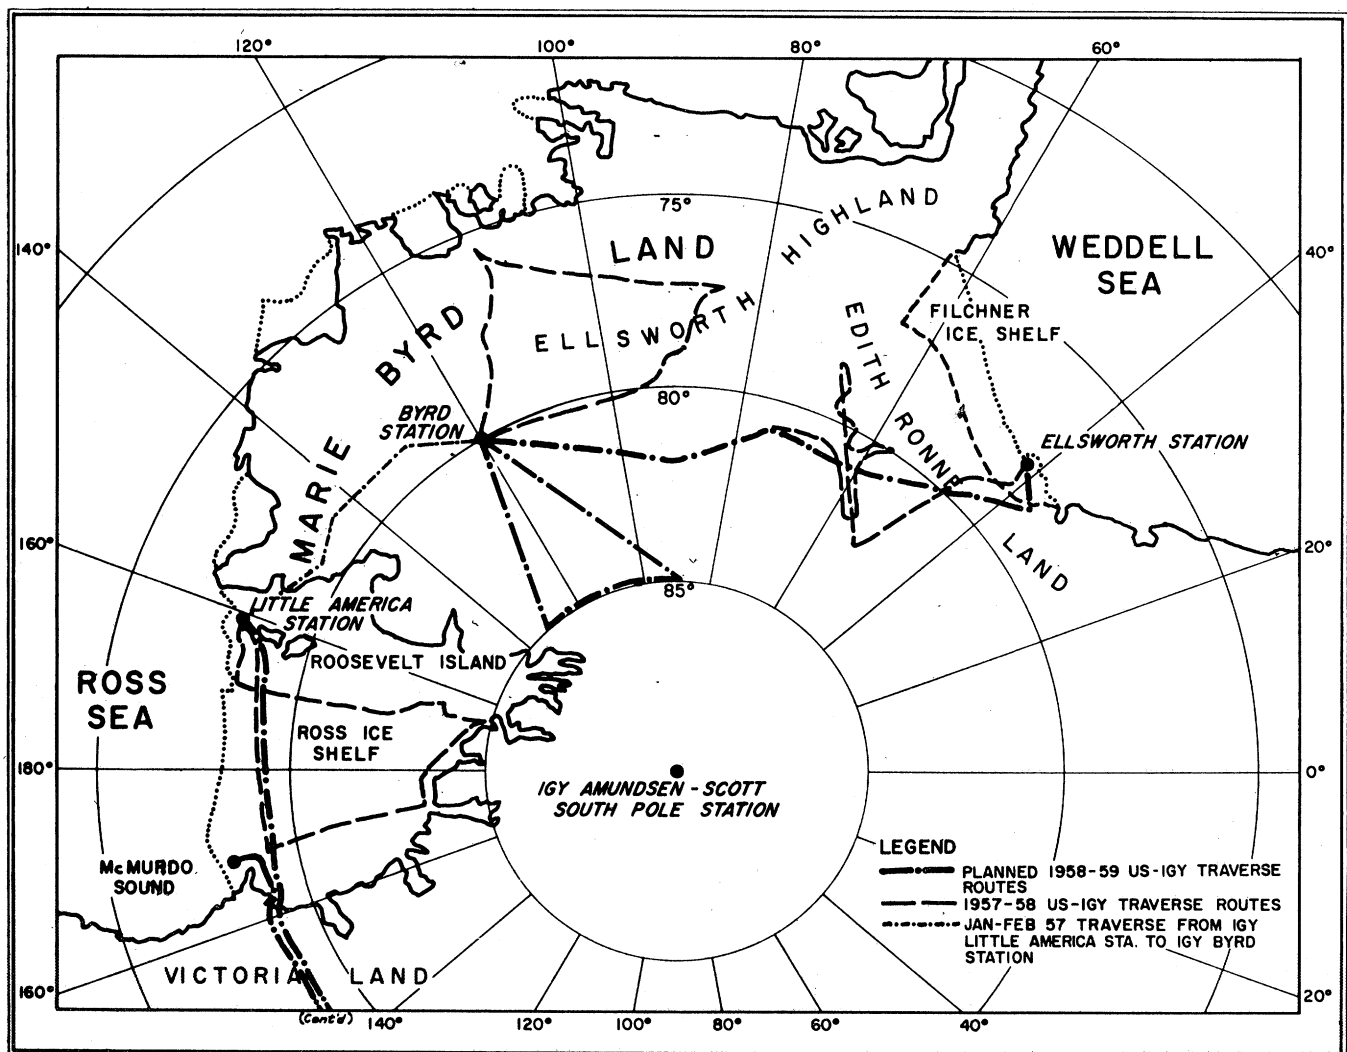 120°
100°
80°
60°
140°
40°
75°
LAND
HIGHLAND
WEDDELL
SEA
BYRD
ELLSWORTH
EDITH RONNE
LAND
FILCHNER
ICE SHELF
80°
BYRD
STATION
ELLSWORTH STATION
MARIE
160°
20°
85°
LITTLE AMERICA
STATION
ROOSEVELT ISLAND
ROSS
SEA
ROSS ICE
SHELF
180°
0°
IGY AMUNDSEN-SCOTT
SOUTH POLE STATION
McMURDO
SOUND
LEGEND
PLANNED 1958-59 US-IGY TRAVERSE
ROUTES
1957-58 US-IGY TRAVERSE ROUTES
JAN-FEB 57 TRAVERSE FROM IGY
LITTLE AMERICA STA. TO IGY BYRD
STATION
VICTORIA LAND
160°
20°
(Cont'd)
140°
120°
100°
80°
60°
40°